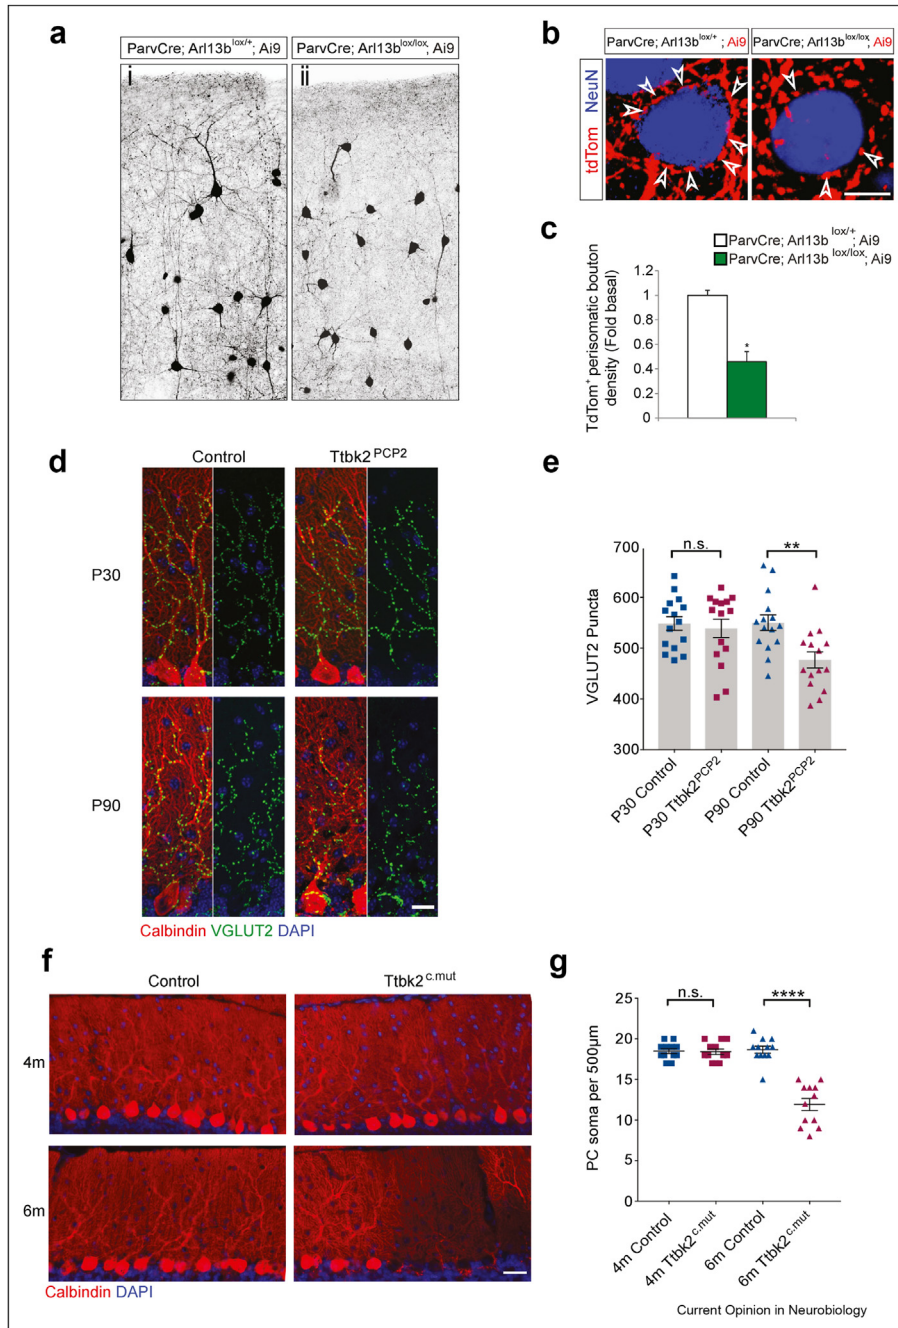 a
ParvCre; Arl13b lox/+; Ai9
ParvCre; Arl13b lox/lox; Ai9
i
ii
b
ParvCre; Arl13b lox/+ ; Ai9
ParvCre; Arl13b lox/lox; Ai9
tdTom NeuN
c
ParvCre; Arl13b lox/+ ; Ai9
ParvCre; Arl13b lox/lox; Ai9
TdTom+ perisomatic bouton
density (Fold basal)
1.2
1
0.8
0.6
0.4
0.2
0
*
d
Control
Ttbk2 PCP2
P30
P90
Calbindin VGLUT2 DAPI
e
VGLUT2 Puncta
700
600
500
400
300
n.s.
**
P30 Control
P30 Ttbk2 PCP2
P90 Control
P90 Ttbk2 PCP2
f
Control
Ttbk2 c.mut
4m
6m
Calbindin DAPI
g
PC soma per 500µm
25
20
15
10
5
0
n.s.
****
4m Control
4m Ttbk2 c.mut
6m Control
6m Ttbk2 c.mut
Current Opinion in Neurobiology